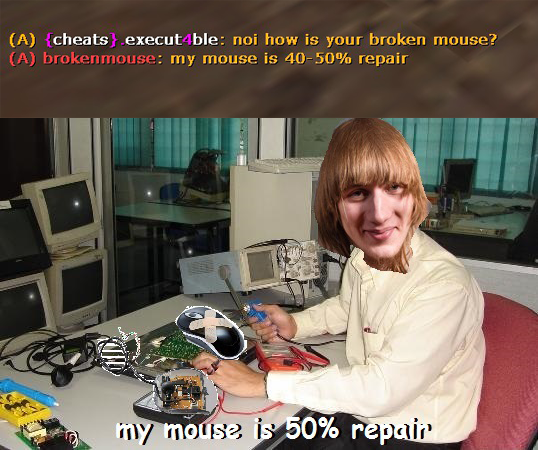 (A) {cheats}.execut4ble: noi how is your broken mouse?
(A) brokenmouse: my mouse is 40-50% repair
my mouse is 50% repair